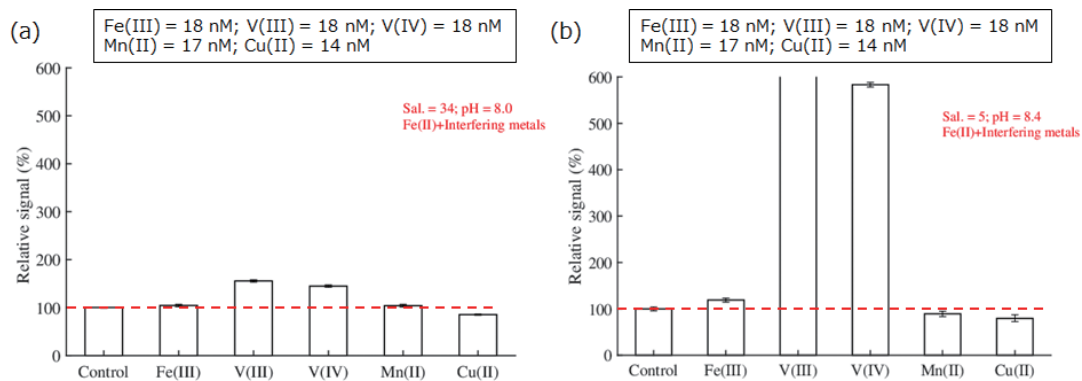 (a)
Fe(III) = 18 nM; V(III) = 18 nM; V(IV) = 18 nM
Mn(II) = 17 nM; Cu(II) = 14 nM
600
500
400
300
200
100
0
Relative signal (%)
Sal. = 34; pH = 8.0
Fe(II)+Interfering metals
Control Fe(III) V(III) V(IV) Mn(II) Cu(II)
(b)
Fe(III) = 18 nM; V(III) = 18 nM; V(IV) = 18 nM
Mn(II) = 17 nM; Cu(II) = 14 nM
600
500
400
300
200
100
0
Relative signal (%)
Sal. = 5; pH = 8.4
Fe(II)+Interfering metals
Control Fe(III) V(III) V(IV) Mn(II) Cu(II)